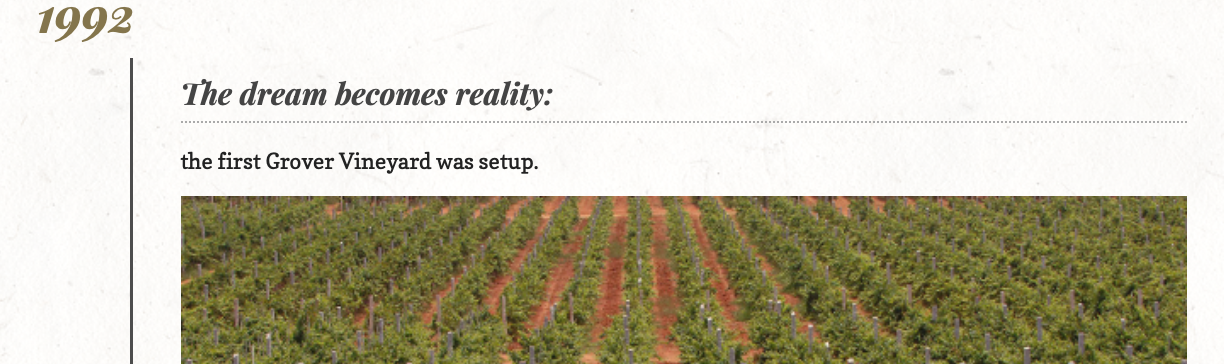 1992
The dream becomes reality:
the first Grover Vineyard was setup.